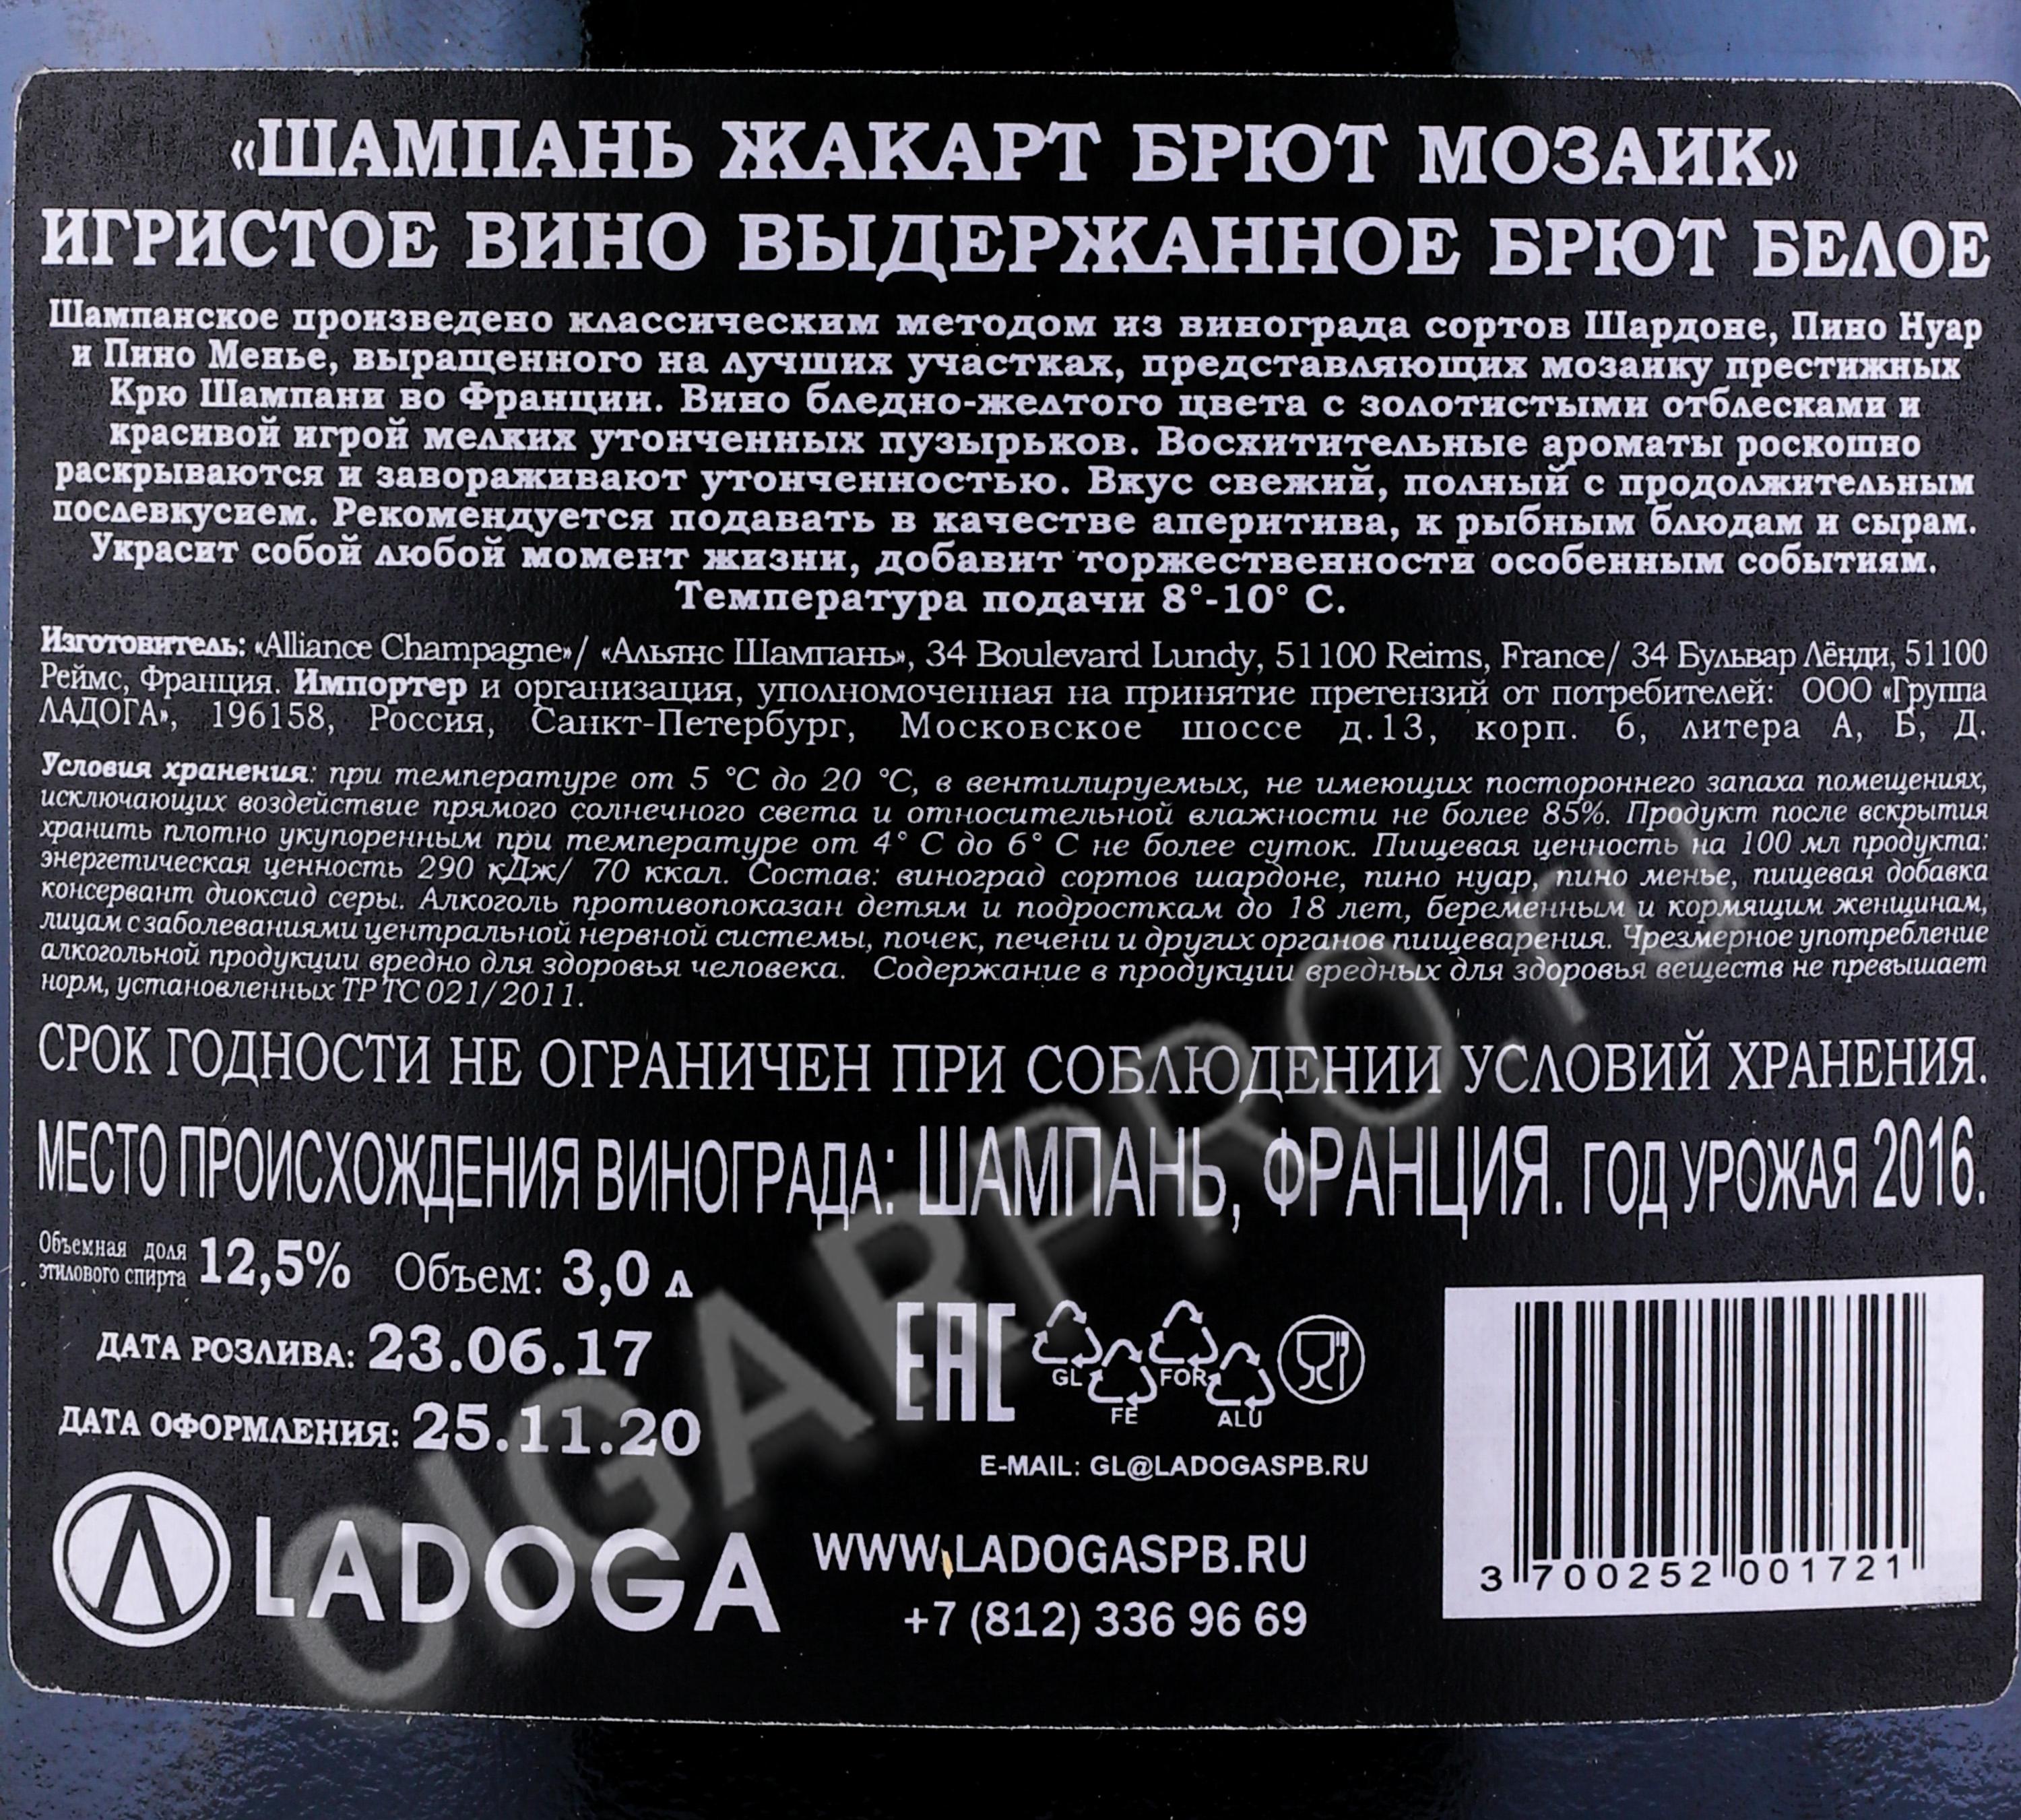 «ШАМПАНЬ ЖАКАРТ БРЮТ МОЗАИК»
ИГРИСТОЕ ВИНО ВЫДЕРЖАННОЕ БРЮТ БЕЛОЕ
Шампанское произведено классическим методом из винограда сортов Шардоне, Пино Нуар
и Пино Менье, выращенного на лучших участках, представляющих мозаику престижных
Крю Шампани во Франции. Вино бледно-желтого цвета с золотистыми отблесками и
красивой игрой мелких утонченных пузырьков. Восхитительные ароматы роскошно
раскрываются и завораживают утонченностью. Вкус свежий, полный с продолжительным
послевкусием. Рекомендуется подавать в качестве аперитива, к рыбным блюдам и сырам.
Украсит собой любой момент жизни, добавит торжественности особенным событиям.
Температура подачи 8°-10° С.
Изготовитель: «Alliance Champagne»/ «Альянс Шампань», 34 Boulevard Lundy, 51100 Reims, France/ 34 Бульвар Лёнди, 51100
Реймс, Франция. Импортер и организация, уполномоченная на принятие претензий от потребителей: ООО «Группа
ЛАДОГА», 196158, Россия, Санкт-Петербург, Московское шоссе д.13, корп. 6, литера А, Б, Д.
Условия хранения: при температуре от 5 °С до 20 °С, в вентилируемых, не имеющих постороннего запаха помещениях,
исключающих воздействие прямого солнечного света и относительной влажности не более 85%. Продукт после вскрытия
хранить плотно укупоренным при температуре от 4° С до 6° С не более суток. Пищевая ценность на 100 мл продукта:
энергетическая ценность 290 кДж/ 70 ккал. Состав: виноград сортов шардоне, пино нуар, пино менье, пищевая добавка
консервант диоксид серы. Алкоголь противопоказан детям и подросткам до 18 лет, беременным и кормящим женщинам,
лицам с заболеваниями центральной нервной системы, почек, печени и других органов пищеварения. Чрезмерное употребление
алкогольной продукции вредно для здоровья человека. Содержание в продукции вредных для здоровья веществ не превышает
норм, установленных ТР ТС 021/2011.
СРОК ГОДНОСТИ НЕ ОГРАНИЧЕН ПРИ СОБЛЮДЕНИИ УСЛОВИЙ ХРАНЕНИЯ.
МЕСТО ПРОИСХОЖДЕНИЯ ВИНОГРАДА: ШАМПАНЬ, ФРАНЦИЯ. ГОД УРОЖАЯ 2016.
Объемная доля
этилового спирта 12,5% Объем: 3,0 л
ДАТА РОЗЛИВА: 23.06.17
ДАТА ОФОРМЛЕНИЯ: 25.11.20
EAC
GL FOR
FE ALU
E-MAIL: GL@LADOGASPB.RU
LADOGA
WWW.LADOGASPB.RU
+7 (812) 336 96 69
3 700252 001721
CIGARPRO.ru